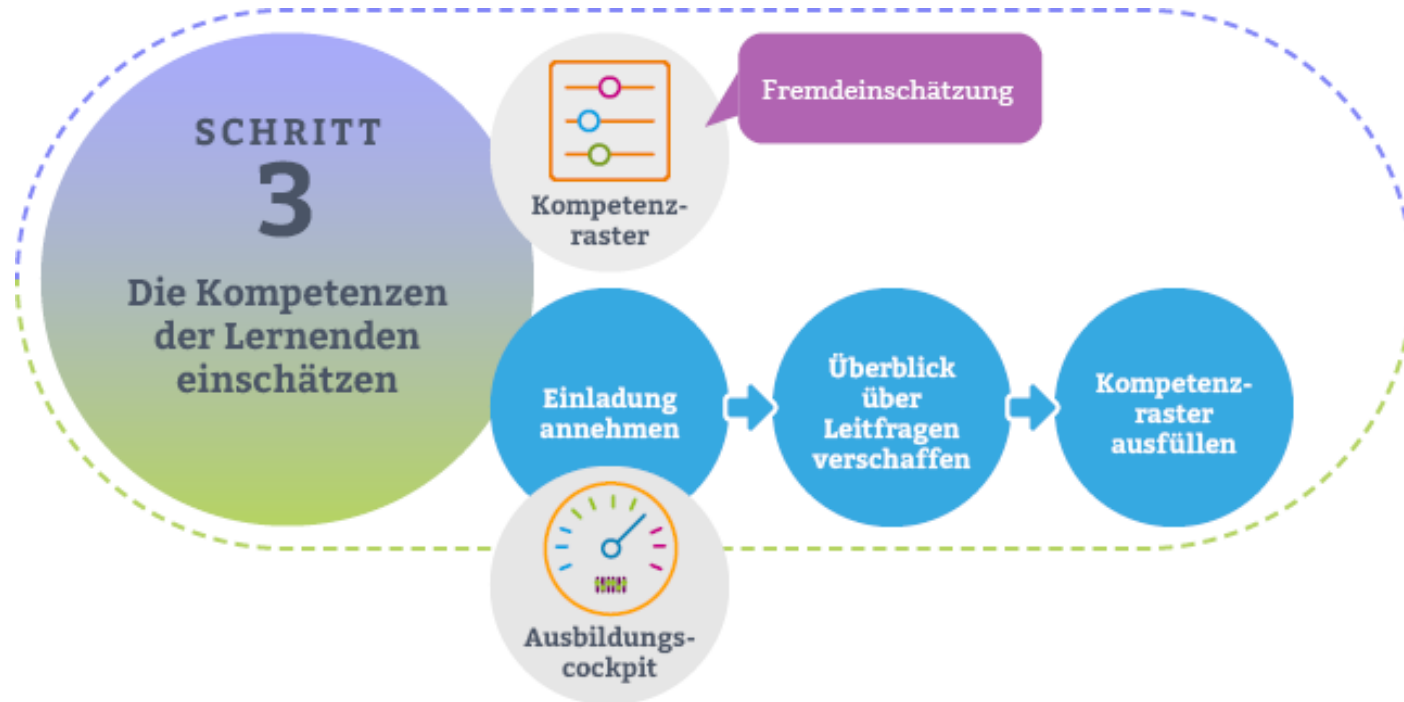 SCHRITT
3
Die Kompetenzen
der Lernenden
einschätzen
Kompetenz-
raster
Fremdeinschätzung
Einladung
annehmen
Überblick
über
Leitfragen
verschaffen
Kompetenz-
raster
ausfüllen
Ausbildungs-
cockpit